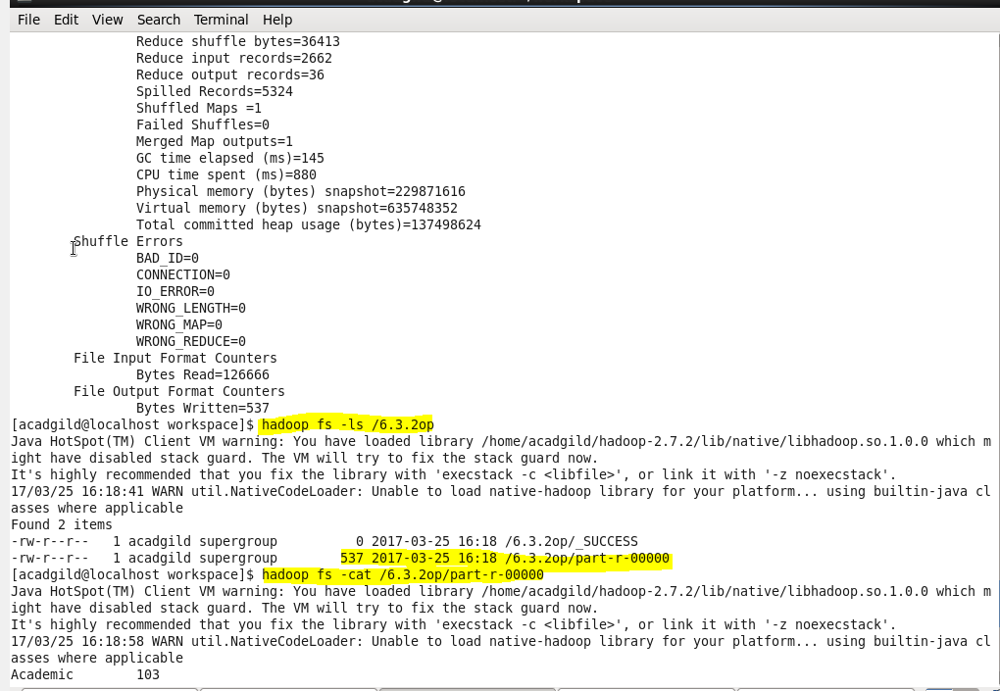 File Edit View Search Terminal Help
Reduce shuffle bytes=36413
Reduce input records=2662
Reduce output records=36
Spilled Records=5324
Shuffled Maps =1
Failed Shuffles=0
Merged Map outputs=1
GC time elapsed (ms)=145
CPU time spent (ms)=880
Physical memory (bytes) snapshot=229871616
Virtual memory (bytes) snapshot=635748352
Total committed heap usage (bytes)=137498624
Shuffle Errors
BAD_ID=0
CONNECTION=0
IO_ERROR=0
WRONG_LENGTH=0
WRONG_MAP=0
WRONG_REDUCE=0
File Input Format Counters
Bytes Read=126666
File Output Format Counters
Bytes Written=537
[acadgild@localhost workspace]$ hadoop fs -ls /6.3.2op
Java HotSpot(TM) Client VM warning: You have loaded library /home/acadgild/hadoop-2.7.2/lib/native/libhadoop.so.1.0.0 which m
ight have disabled stack guard. The VM will try to fix the stack guard now.
It's highly recommended that you fix the library with 'execstack -c <libfile>', or link it with '-z noexecstack'.
17/03/25 16:18:41 WARN util.NativeCodeLoader: Unable to load native-hadoop library for your platform... using builtin-java cl
asses where applicable
Found 2 items
-rw-r--r--   1 acadgild supergroup          0 2017-03-25 16:18 /6.3.2op/_SUCCESS
-rw-r--r--   1 acadgild supergroup        537 2017-03-25 16:18 /6.3.2op/part-r-00000
[acadgild@localhost workspace]$ hadoop fs -cat /6.3.2op/part-r-00000
Java HotSpot(TM) Client VM warning: You have loaded library /home/acadgild/hadoop-2.7.2/lib/native/libhadoop.so.1.0.0 which m
ight have disabled stack guard. The VM will try to fix the stack guard now.
It's highly recommended that you fix the library with 'execstack -c <libfile>', or link it with '-z noexecstack'.
17/03/25 16:18:58 WARN util.NativeCodeLoader: Unable to load native-hadoop library for your platform... using builtin-java cl
asses where applicable
Academic        103